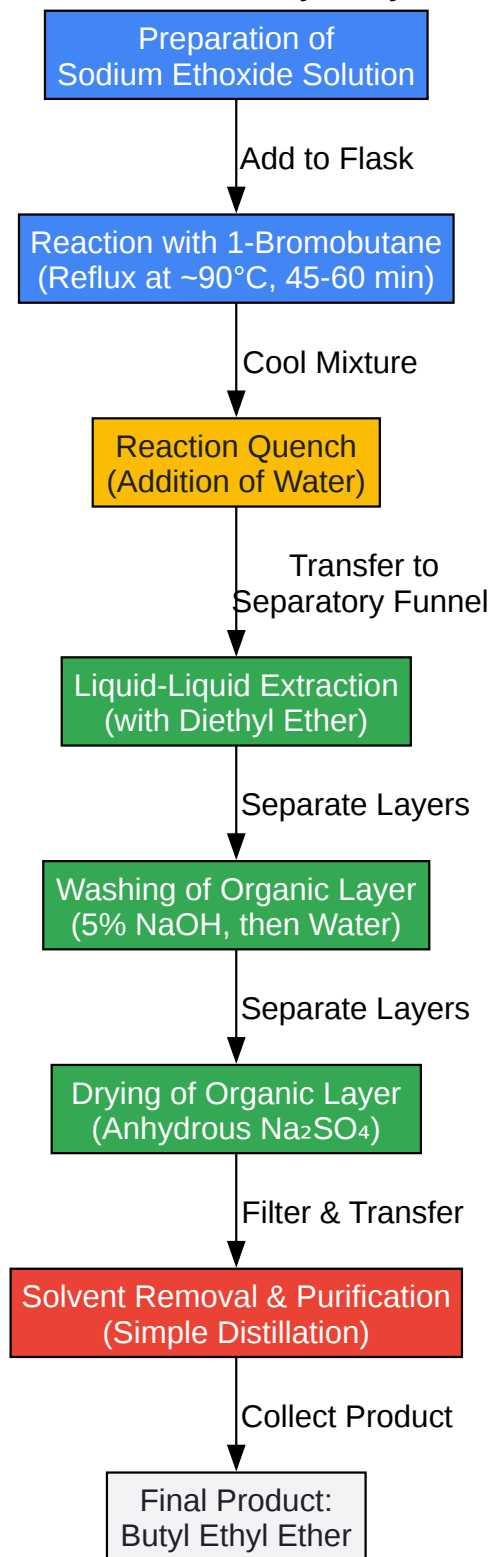 Preparation of
Sodium Ethoxide Solution
Add to Flask
Reaction with 1-Bromobutane
(Reflux at ~90°C, 45-60 min)
Cool Mixture
Reaction Quench
(Addition of Water)
Transfer to
Separatory Funnel
Liquid-Liquid Extraction
(with Diethyl Ether)
Separate Layers
Washing of Organic Layer
(5% NaOH, then Water)
Separate Layers
Drying of Organic Layer
(Anhydrous Na₂SO₄)
Filter & Transfer
Solvent Removal & Purification
(Simple Distillation)
Collect Product
Final Product:
Butyl Ethyl Ether